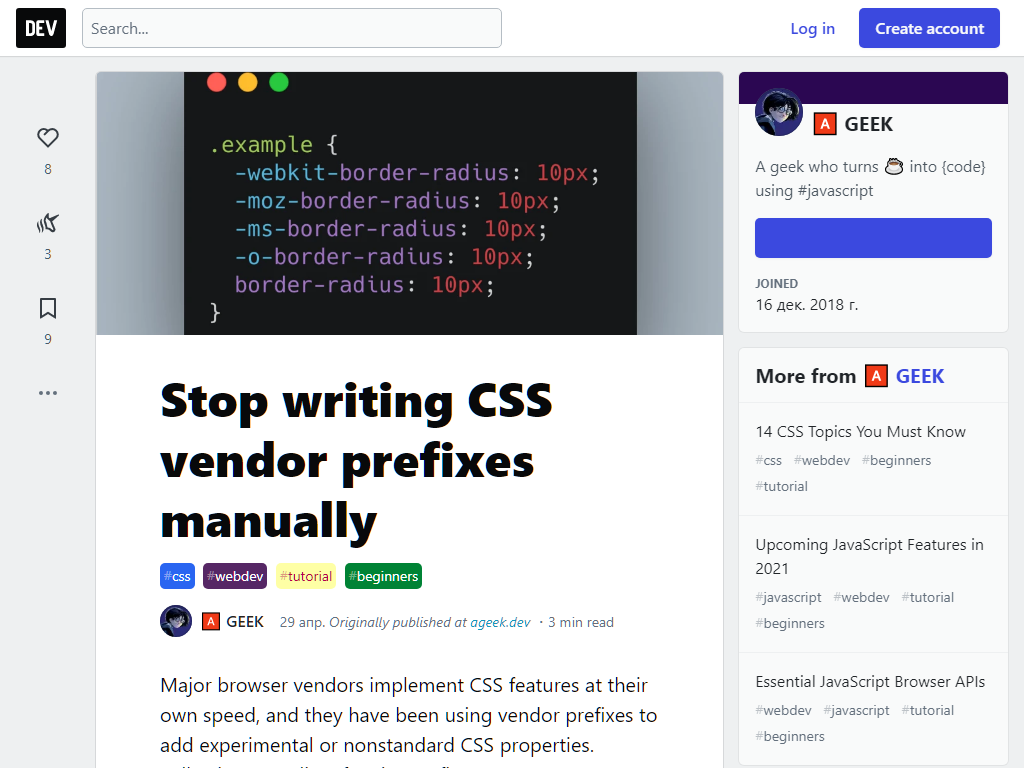 DEV
Search...
Log in
Create account
8
3
9
.example {
-webkit-border-radius: 10px;
-moz-border-radius: 10px;
-ms-border-radius: 10px;
-o-border-radius: 10px;
border-radius: 10px;
}
Stop writing CSS
vendor prefixes
manually
#css #webdev #tutorial #beginners
A GEEK 29 апр. Originally published at ageek.dev ・3 min read
Major browser vendors implement CSS features at their
own speed, and they have been using vendor prefixes to
add experimental or nonstandard CSS properties.
A GEEK
A geek who turns ☕ into {code}
using #javascript
JOINED
16 дек. 2018 г.
More from A GEEK
14 CSS Topics You Must Know
#css #webdev #beginners
#tutorial
Upcoming JavaScript Features in
2021
#javascript #webdev #tutorial
#beginners
Essential JavaScript Browser APIs
#webdev #javascript #tutorial
#beginners